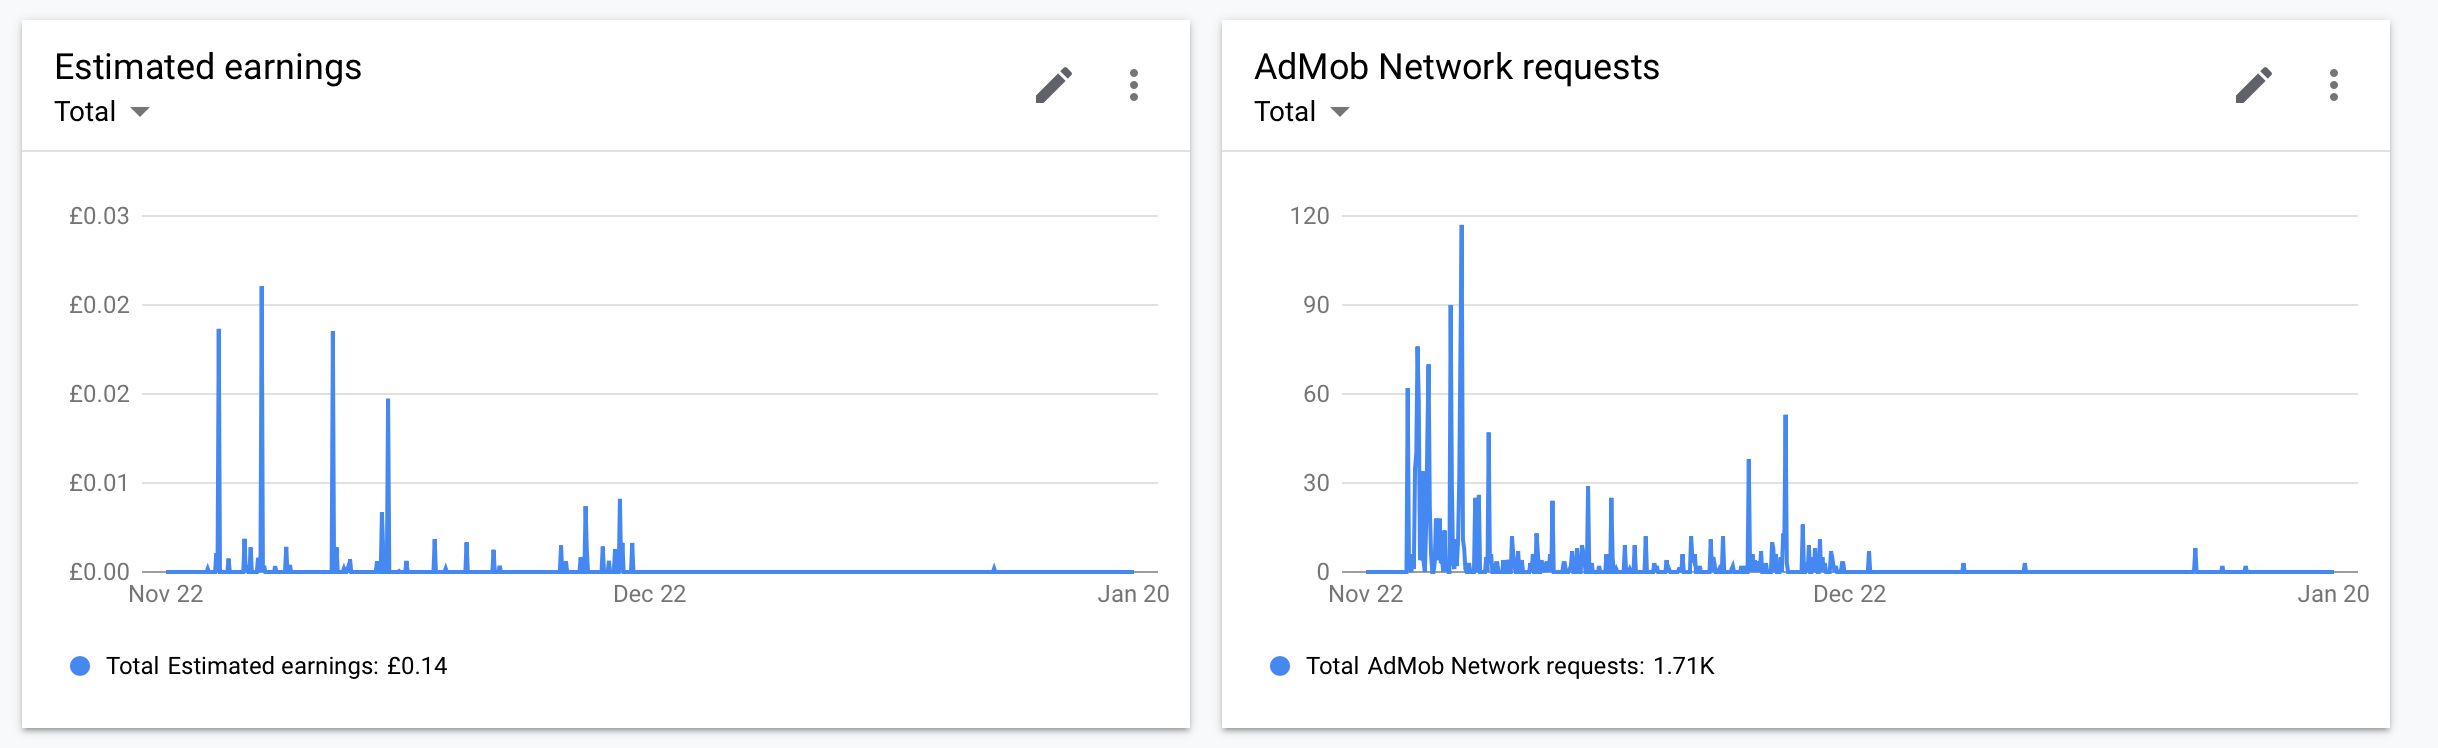 Estimated earnings
Total
£0.03
£0.02
£0.02
£0.01
£0.00
Nov 22 Dec 22 Jan 20
Total Estimated earnings: £0.14
AdMob Network requests
Total
120
90
60
30
0
Nov 22 Dec 22 Jan 20
Total AdMob Network requests: 1.71K